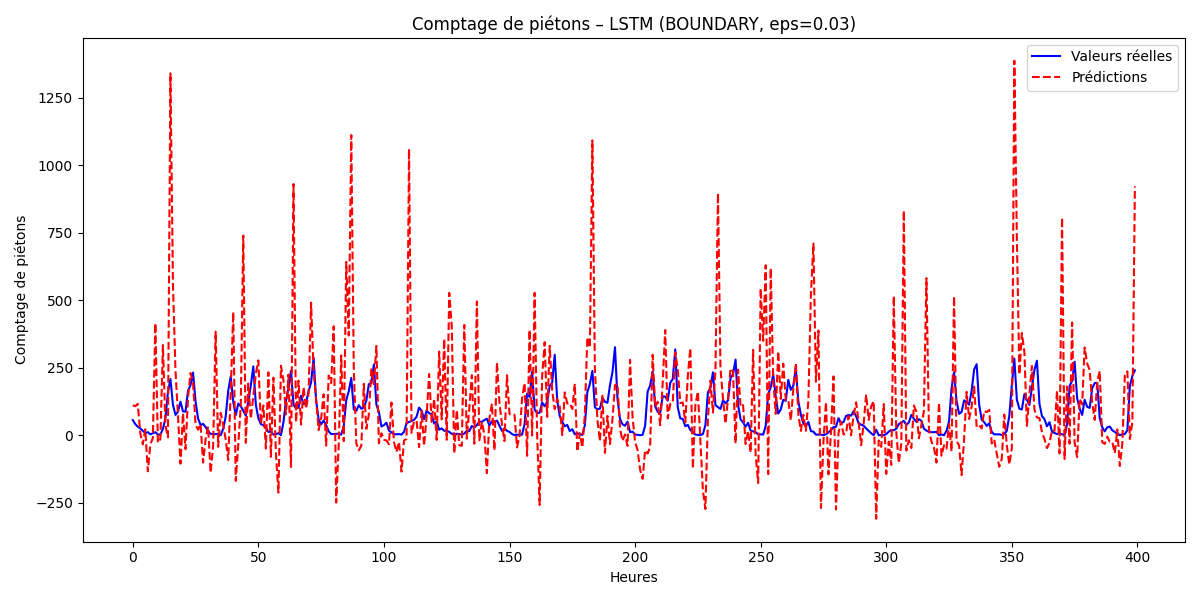 Comptage de piétons – LSTM (BOUNDARY, eps=0.03)
Valeurs réelles
Prédictions
Comptage de piétons
1250
1000
750
500
250
0
−250
0 50 100 150 200 250 300 350 400
Heures